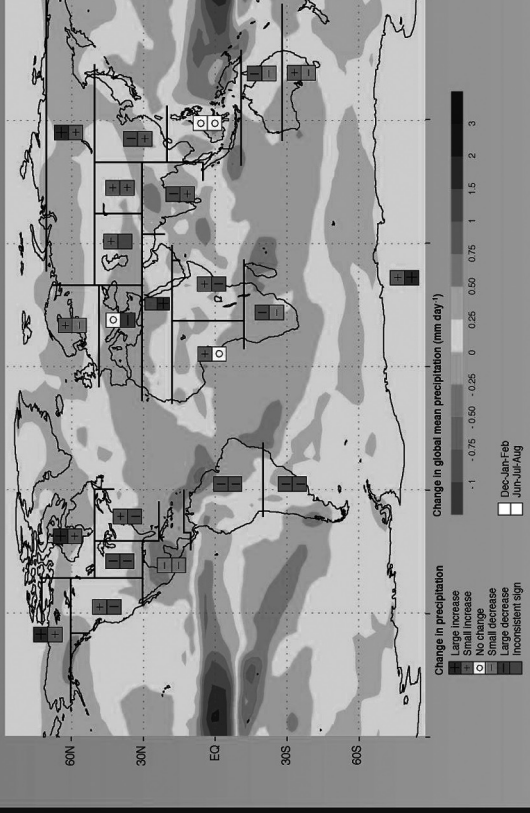 60N
30N
EQ
30S
60S
Change in precipitation
Large increase
Small increase
No change
Small decrease
Large decrease
Inconsistent sign
Change in global mean precipitation (mm day⁻¹)
-1 -0.75 -0.50 -0.25 0 0.25 0.50 0.75 1 1.5 2 3
Dec-Jan-Feb
Jun-Jul-Aug